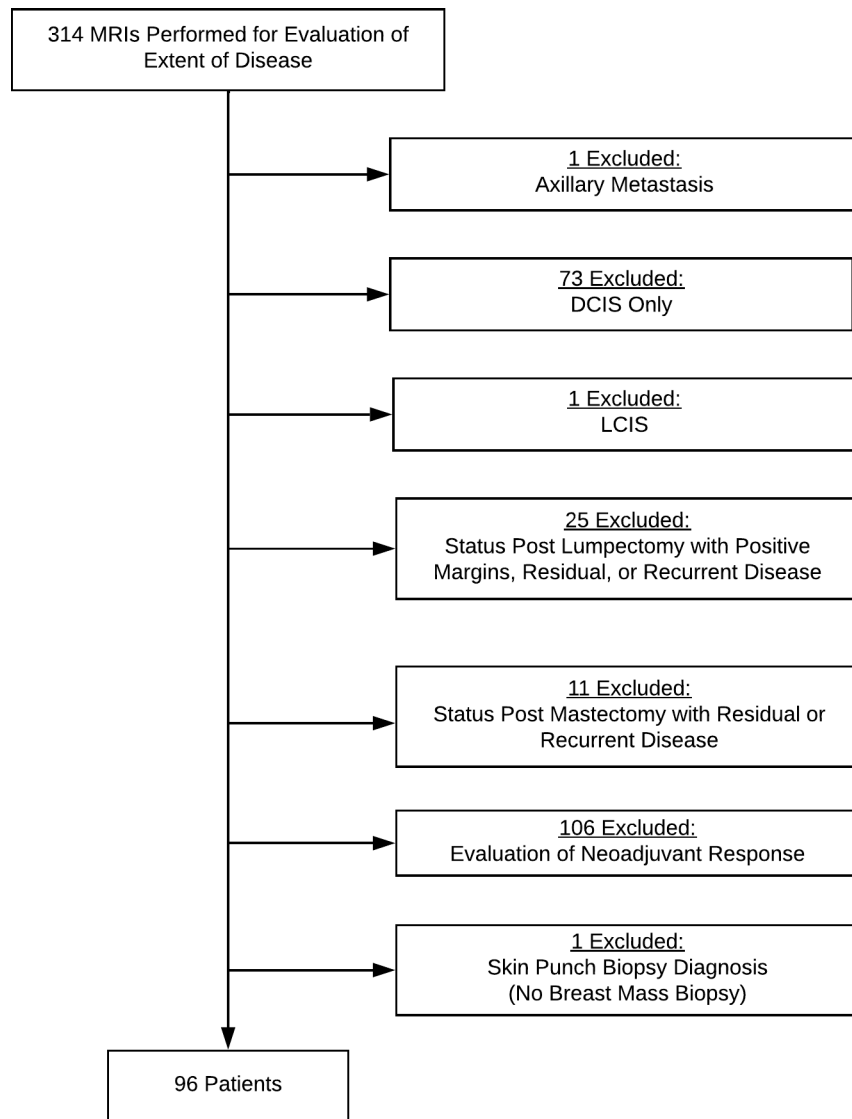 314 MRIs Performed for Evaluation of
Extent of Disease
1 Excluded:
Axillary Metastasis
73 Excluded:
DCIS Only
1 Excluded:
LCIS
25 Excluded:
Status Post Lumpectomy with Positive
Margins, Residual, or Recurrent Disease
11 Excluded:
Status Post Mastectomy with Residual or
Recurrent Disease
106 Excluded:
Evaluation of Neoadjuvant Response
1 Excluded:
Skin Punch Biopsy Diagnosis
(No Breast Mass Biopsy)
96 Patients